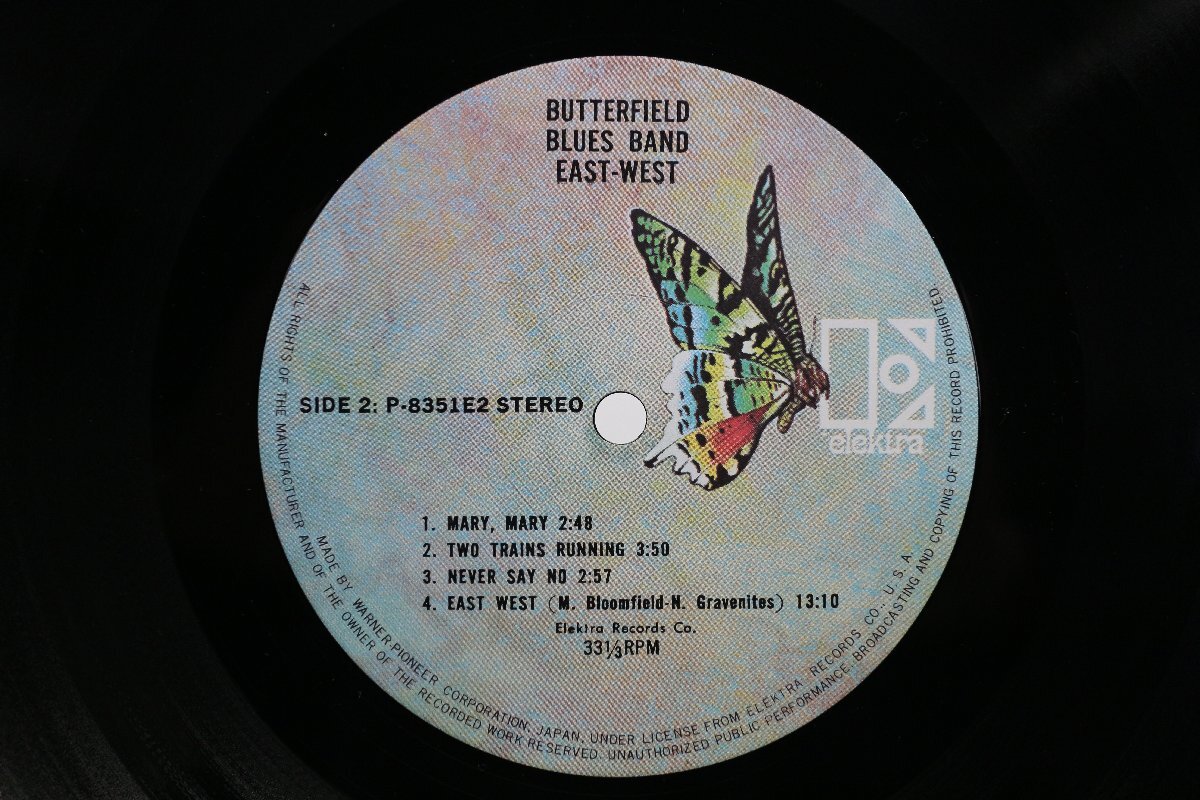 BUTTERFIELD
BLUES BAND
EAST-WEST
elektra
SIDE 2: P-8351E2 STEREO
1. MARY, MARY 2:48
2. TWO TRAINS RUNNING 3:50
3. NEVER SAY NO 2:57
4. EAST WEST (M. Bloomfield-N. Gravenites) 13:10
Elektra Records Co.
33⅓RPM
MADE BY WARNER-PIONEER CORPORATION, JAPAN, UNDER LICENSE FROM ELEKTRA RECORDS CO., U. S. A
ALL RIGHTS OF THE MANUFACTURER AND OF THE OWNER OF THE RECORDED WORK RESERVED. UNAUTHORIZED PUBLIC PERFORMANCE, BROADCASTING AND COPYING OF THIS RECORD PROHIBITED